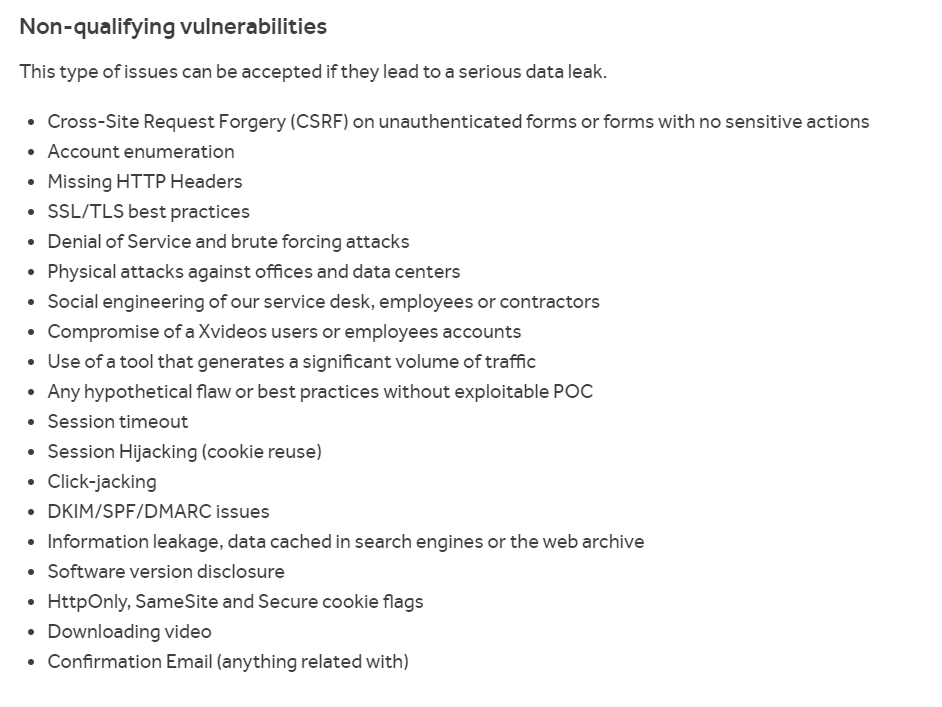 Non-qualifying vulnerabilities
This type of issues can be accepted if they lead to a serious data leak.
• Cross-Site Request Forgery (CSRF) on unauthenticated forms or forms with no sensitive actions
• Account enumeration
• Missing HTTP Headers
• SSL/TLS best practices
• Denial of Service and brute forcing attacks
• Physical attacks against offices and data centers
• Social engineering of our service desk, employees or contractors
• Compromise of a Xvideos users or employees accounts
• Use of a tool that generates a significant volume of traffic
• Any hypothetical flaw or best practices without exploitable POC
• Session timeout
• Session Hijacking (cookie reuse)
• Click-jacking
• DKIM/SPF/DMARC issues
• Information leakage, data cached in search engines or the web archive
• Software version disclosure
• HttpOnly, SameSite and Secure cookie flags
• Downloading video
• Confirmation Email (anything related with)